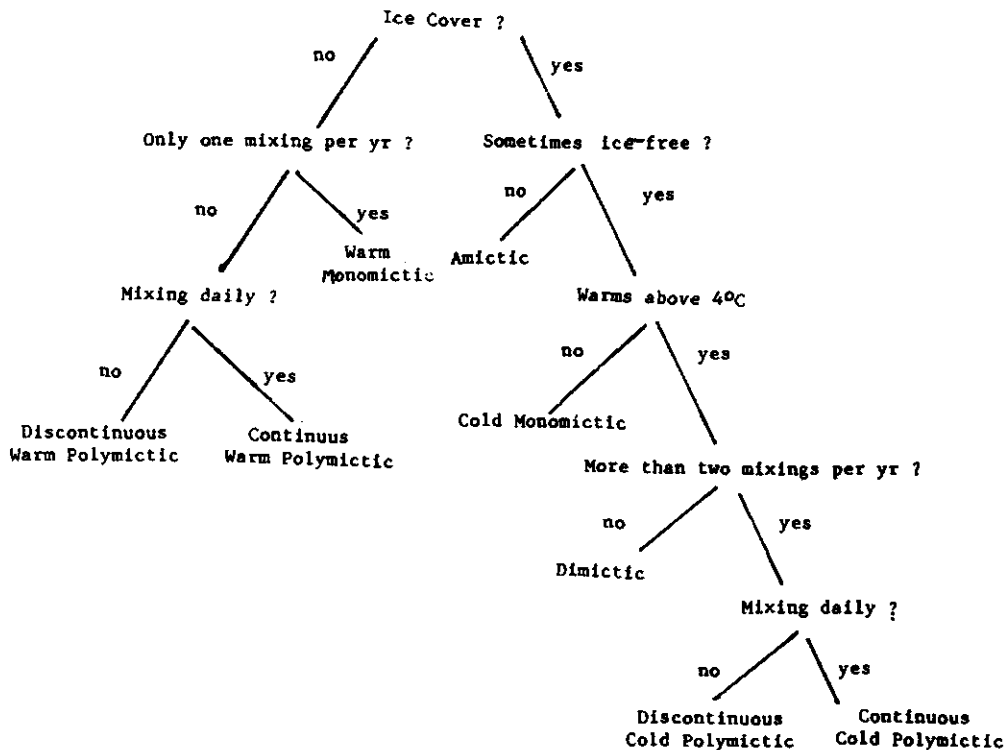 Ice Cover ?
no
yes
Only one mixing per yr ?
Sometimes ice-free ?
no
yes
no
yes
Warm
Monomictic
Amictic
Mixing daily ?
Warms above 4°C
no
yes
no
yes
Cold Monomictic
Discontinuous
Warm Polymictic
Continuus
Warm Polymictic
More than two mixings per yr ?
no
yes
Dimictic
Mixing daily ?
no
yes
Discontinuous
Cold Polymictic
Continuous
Cold Polymictic